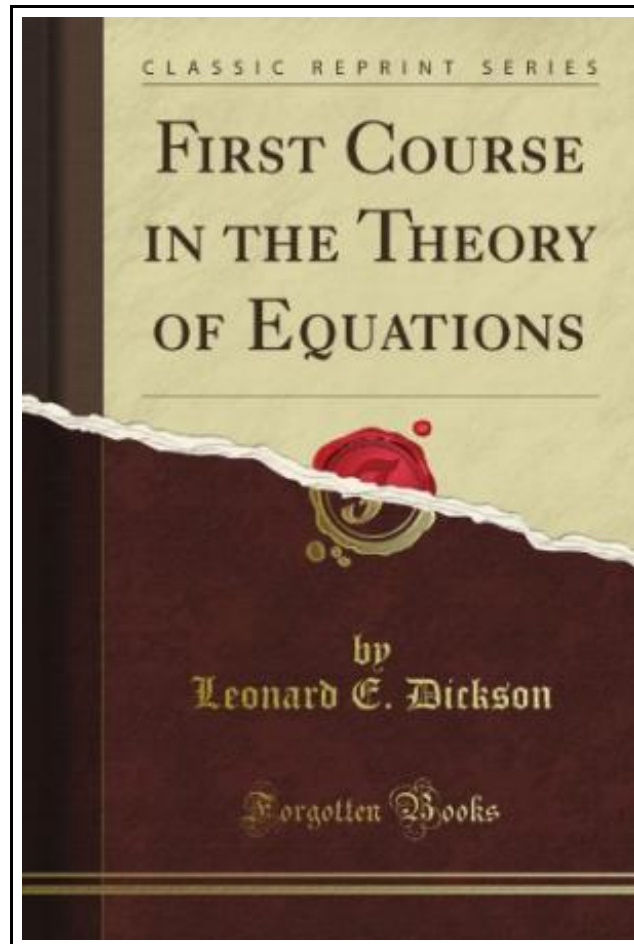 CLASSIC REPRINT SERIES
FIRST COURSE
IN THE THEORY
OF EQUATIONS
F
by
Leonard E. Dickson
Forgotten Books